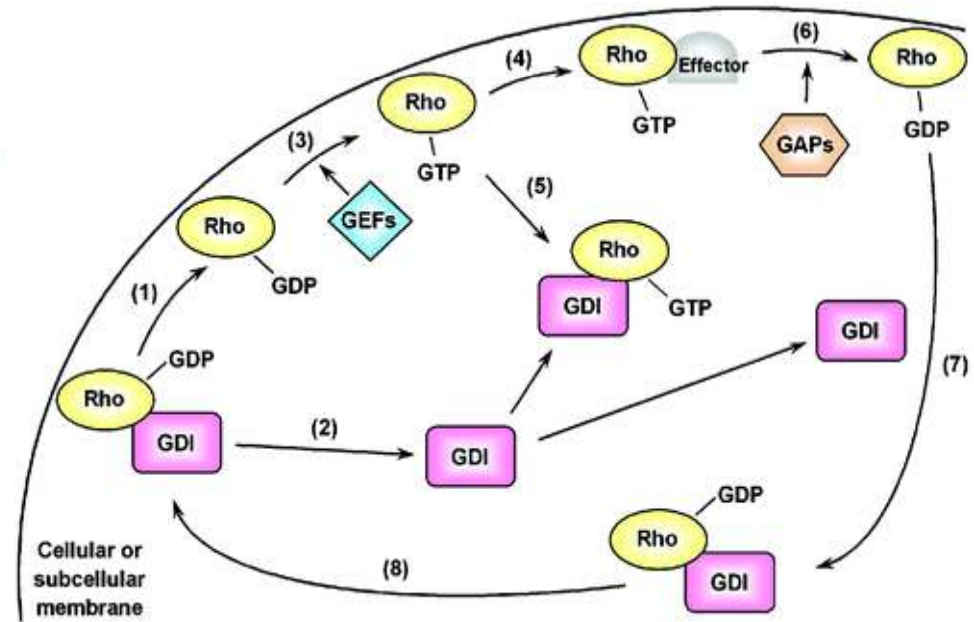 (6)
Rho
Effector
Rho
(4)
Rho
GTP
GDP
GAPs
(3)
GTP
(5)
GEFs
Rho
Rho
GDP
GDI
GTP
(1)
GDI
GDP
(7)
Rho
(2)
GDI
GDI
GDP
Rho
Cellular or
subcellular
membrane
(8)
GDI